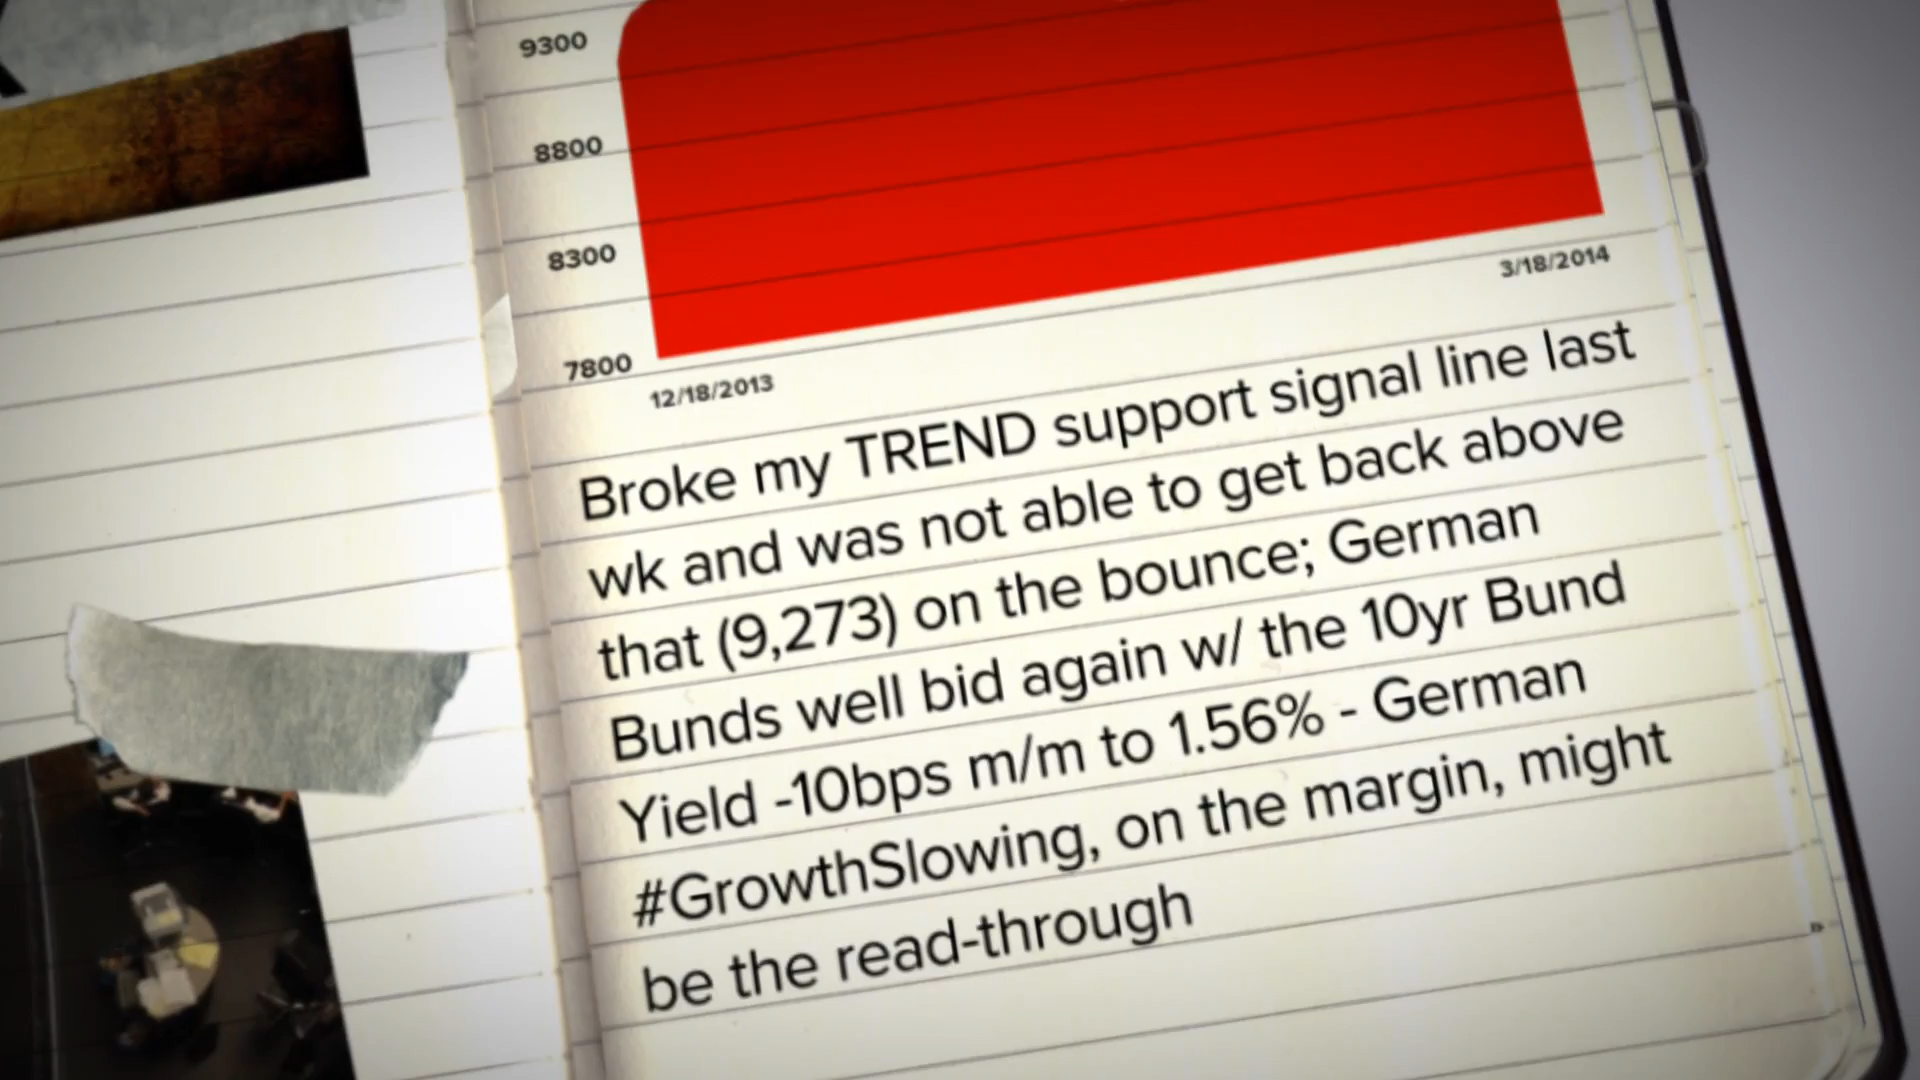 9300
8800
8300
7800
12/18/2013
3/18/2014
Broke my TREND support signal line last
wk and was not able to get back above
that (9,273) on the bounce; German
Bunds well bid again w/ the 10yr Bund
Yield -10bps m/m to 1.56% - German
#GrowthSlowing, on the margin, might
be the read-through